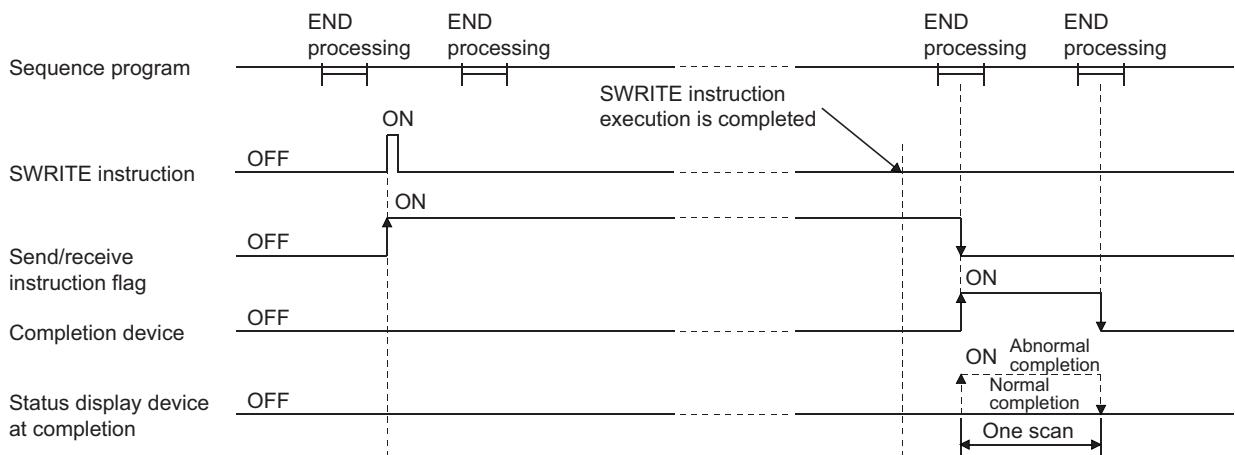 END
processing
END
processing
END
processing
END
processing
Sequence program
SWRITE instruction
execution is completed
ON
OFF
SWRITE instruction
ON
OFF
Send/receive
instruction flag
ON
OFF
Completion device
ON Abnormal
completion
Normal
completion
OFF
Status display device
at completion
One scan